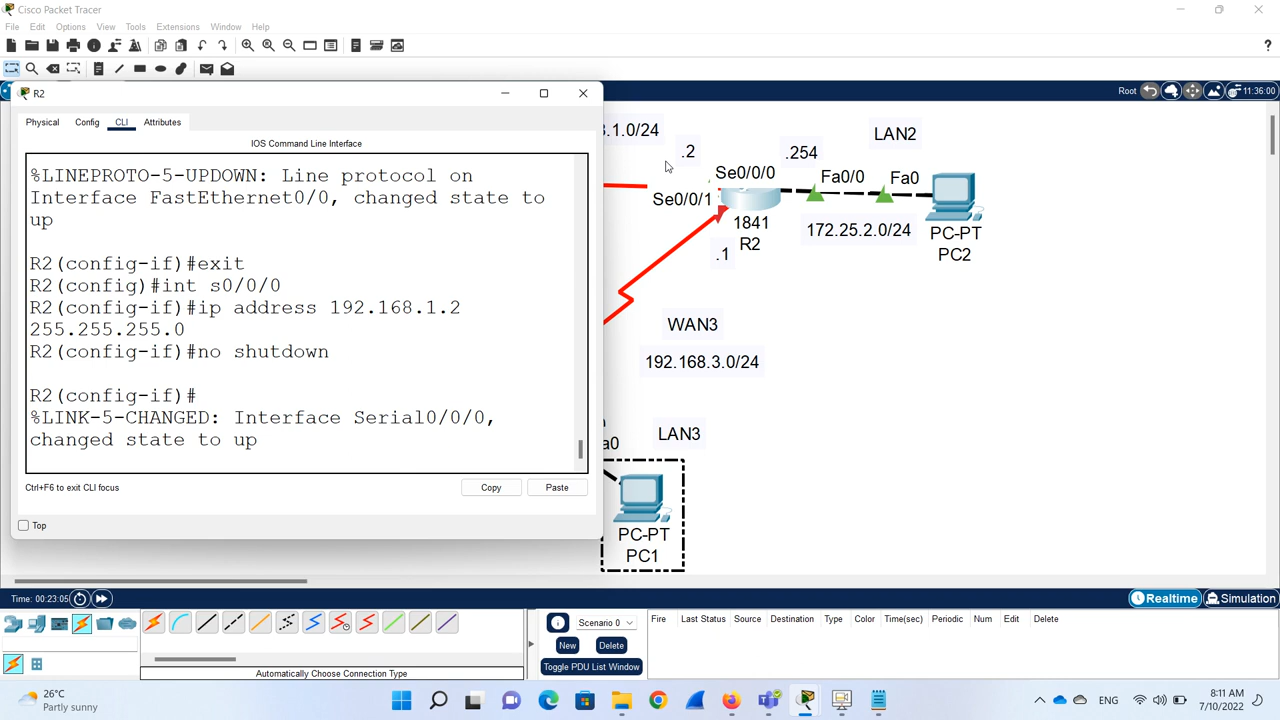 Cisco Packet Tracer
File Edit Options View Tools Extensions Window Help
?
Root 11:36:00
R2
Physical Config CLI Attributes
IOS Command Line Interface
%LINEPROTO-5-UPDOWN: Line protocol on
Interface FastEthernet0/0, changed state to
up
R2(config-if)#exit
R2(config)#int s0/0/0
R2(config-if)#ip address 192.168.1.2
255.255.255.0
R2(config-if)#no shutdown
R2(config-if)#
%LINK-5-CHANGED: Interface Serial0/0/0,
changed state to up
Ctrl+F6 to exit CLI focus
Copy Paste
Top
.1.0/24
.2
Se0/0/0
Se0/0/1
1841
R2
.1
.254
Fa0/0
Fa0
LAN2
172.25.2.0/24
PC-PT
PC2
WAN3
192.168.3.0/24
LAN3
a0
PC-PT
PC1
Time: 00:23:05
Realtime Simulation
Scenario 0
New Delete
Toggle PDU List Window
Fire Last Status Source Destination Type Color Time(sec) Periodic Num Edit Delete
Automatically Choose Connection Type
26°C
Partly sunny
ENG
8:11 AM
7/10/2022